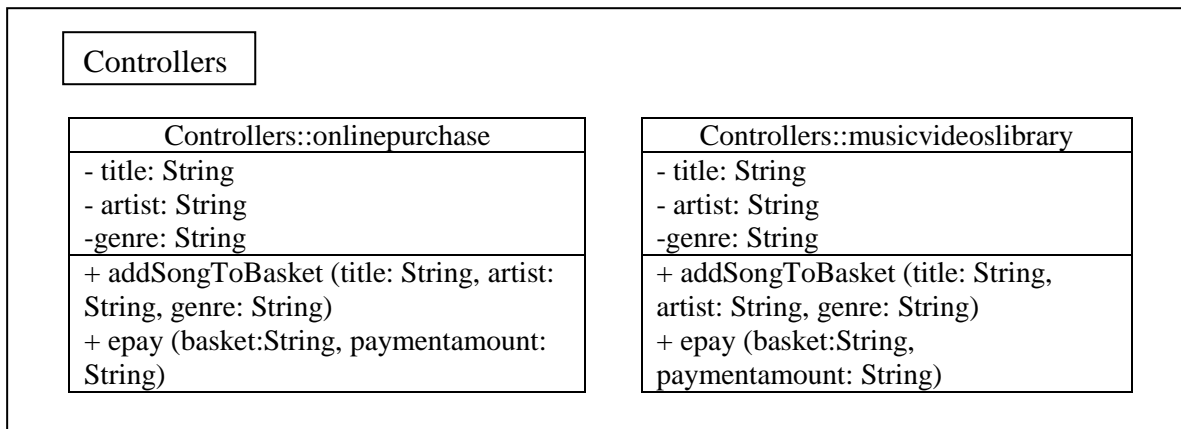 Controllers
Controllers::onlinepurchase
- title: String
- artist: String
-genre: String
+ addSongToBasket (title: String, artist:
String, genre: String)
+ epay (basket:String, paymentamount:
String)
Controllers::musicvideoslibrary
- title: String
- artist: String
-genre: String
+ addSongToBasket (title: String,
artist: String, genre: String)
+ epay (basket:String,
paymentamount: String)